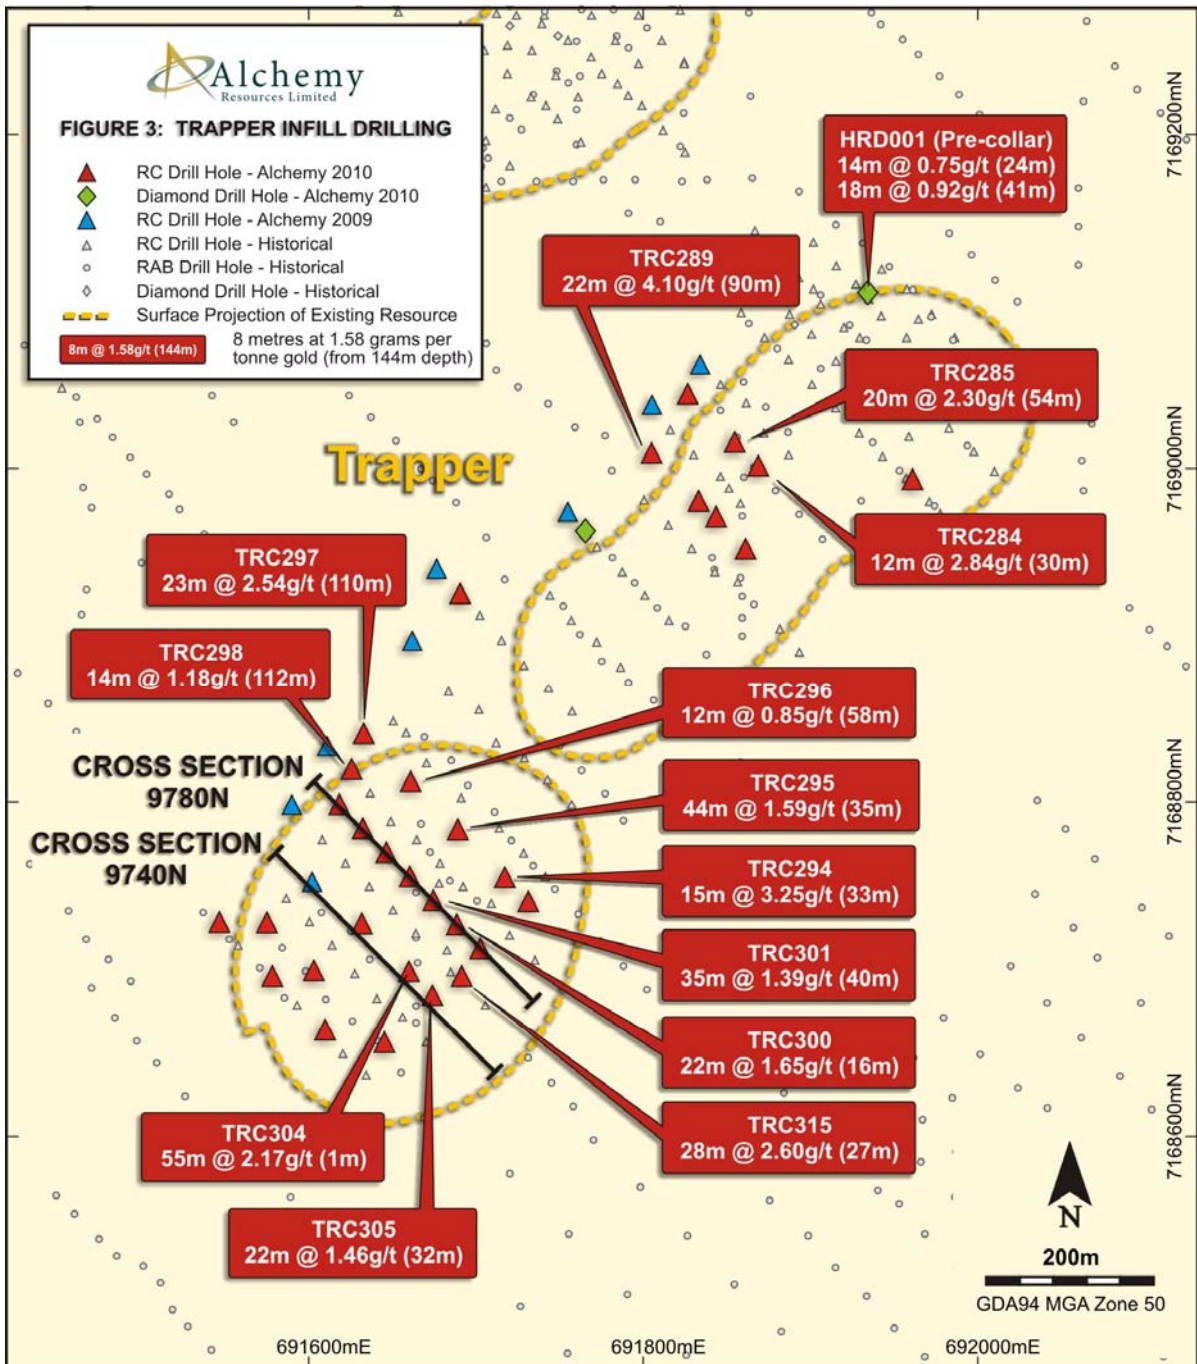 Alchemy
Resources Limited
FIGURE 3: TRAPPER INFILL DRILLING
RC Drill Hole - Alchemy 2010
Diamond Drill Hole - Alchemy 2010
RC Drill Hole - Alchemy 2009
RC Drill Hole - Historical
RAB Drill Hole - Historical
Diamond Drill Hole - Historical
Surface Projection of Existing Resource
8m @ 1.58g/t (144m)
8 metres at 1.58 grams per
tonne gold (from 144m depth)
HRD001 (Pre-collar)
14m @ 0.75g/t (24m)
18m @ 0.92g/t (41m)
7169200mN
TRC289
22m @ 4.10g/t (90m)
TRC285
20m @ 2.30g/t (54m)
Trapper
7169000mN
TRC284
12m @ 2.84g/t (30m)
TRC297
23m @ 2.54g/t (110m)
TRC298
14m @ 1.18g/t (112m)
TRC296
12m @ 0.85g/t (58m)
CROSS SECTION
9780N
TRC295
44m @ 1.59g/t (35m)
7168800mN
CROSS SECTION
9740N
TRC294
15m @ 3.25g/t (33m)
TRC301
35m @ 1.39g/t (40m)
TRC300
22m @ 1.65g/t (16m)
TRC315
28m @ 2.60g/t (27m)
7168600mN
TRC304
55m @ 2.17g/t (1m)
TRC305
22m @ 1.46g/t (32m)
N
200m
GDA94 MGA Zone 50
691600mE
691800mE
692000mE